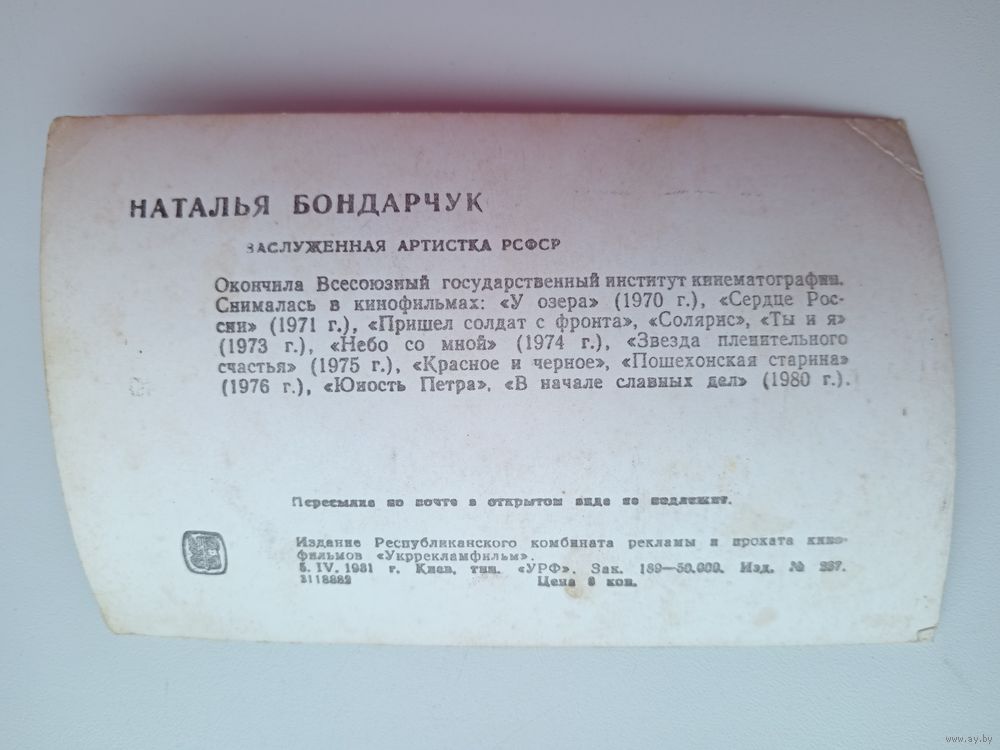 НАТАЛЬЯ БОНДАРЧУК
ЗАСЛУЖЕННАЯ АРТИСТКА РСФСР
Окончила Всесоюзный государственный институт кинематографии.
Снималась в кинофильмах: «У озера» (1970 г.), «Сердце Рос-
сии» (1971 г.), «Пришел солдат с фронта», «Солярис», «Ты и я»
(1973 г.), «Небо со мной» (1974 г.), «Звезда пленительного
счастья» (1975 г.), «Красное и черное», «Пошехонская старина»
(1976 г.), «Юность Петра», «В начале славных дел» (1980 г.).
Пересылке по почте в открытом виде не подлежит.
Издание Республиканского комбината рекламы и проката кино-
фильмов «Укррекламфильм».
IV. 1981 г. Киев, тип. «УРФ». Зак. 189—50.000. Изд. №
Цена коп.
www.ay.by